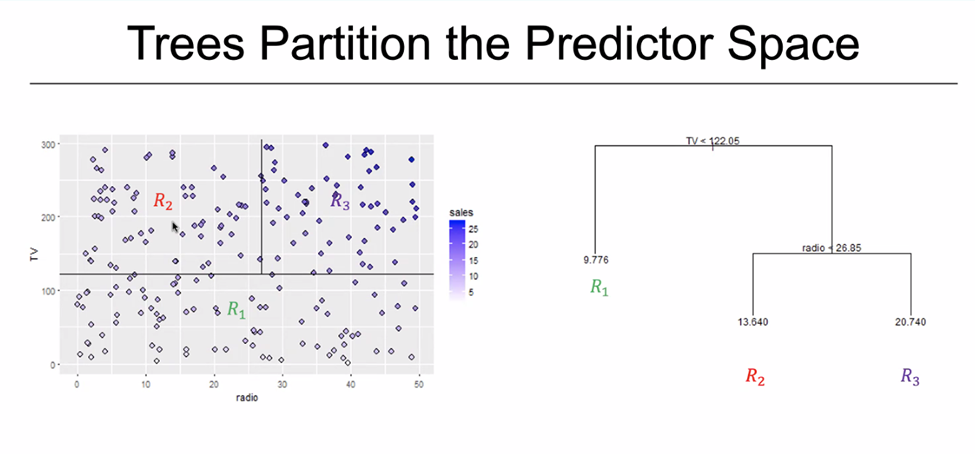 Trees Partition the Predictor Space
300
200
100
0
TV
R2
R3
R1
0 10 20 30 40 50
radio
sales
25
20
15
10
5
TV < 122.05
9.776
R1
radio < 26.85
13.640 20.740
R2 R3